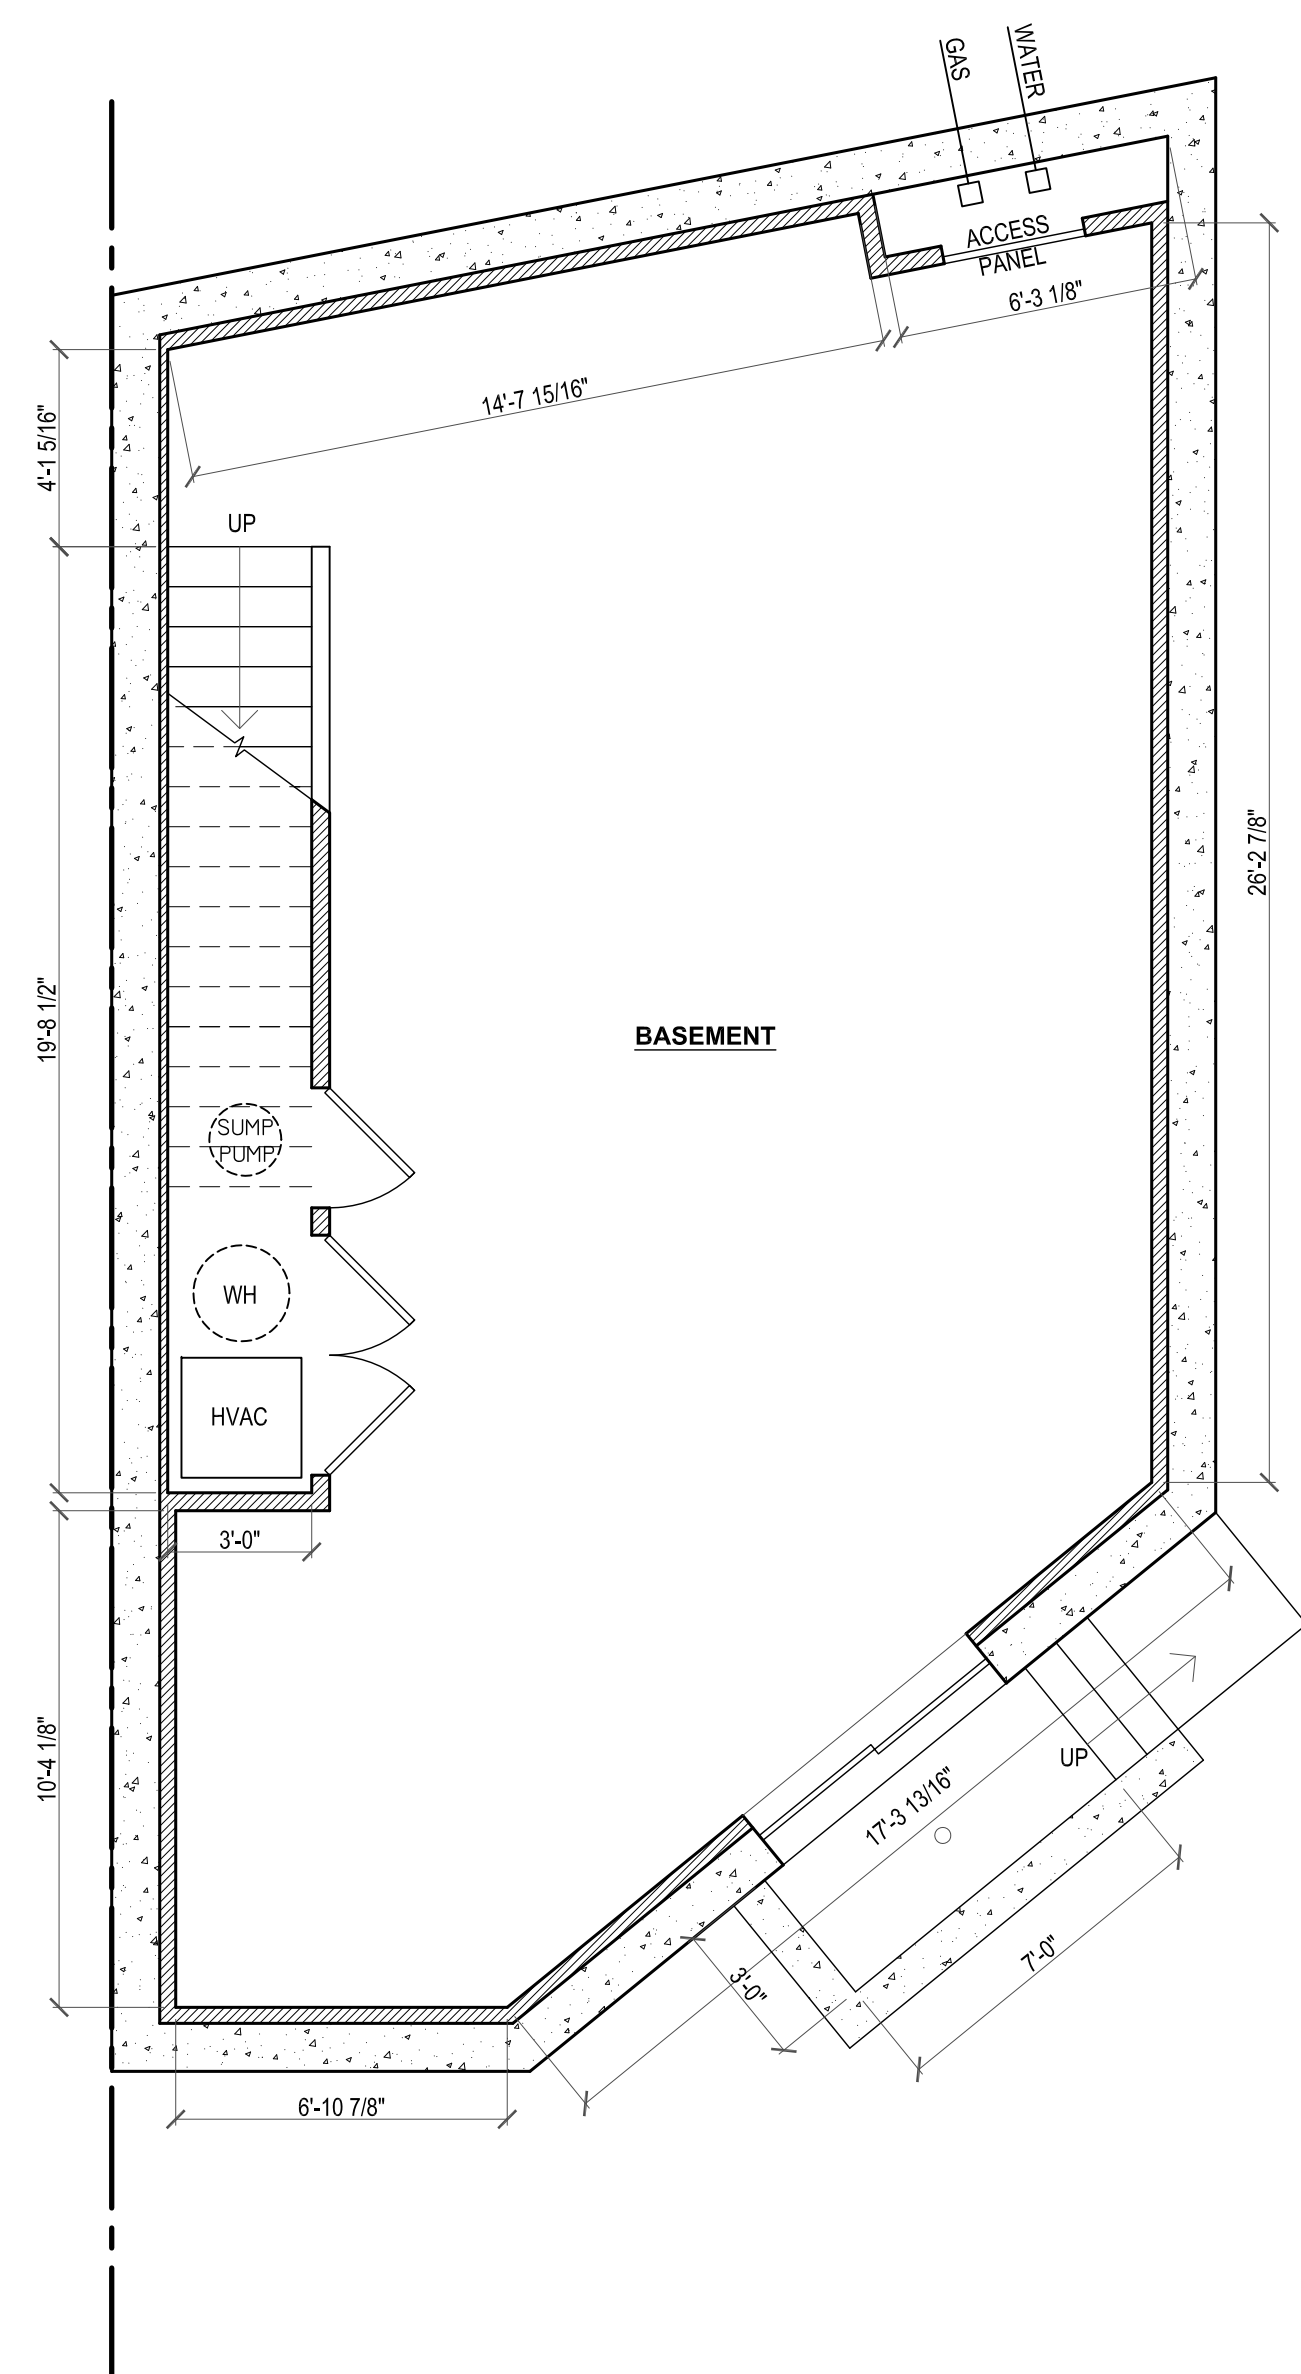 GAS
WATER
ACCESS
PANEL
6'-3 1/8"
14'-7 15/16"
4'-1 5/16"
UP
26'-2 7/8"
19'-8 1/2"
BASEMENT
SUMP
PUMP
WH
HVAC
3'-0"
10'-4 1/8"
UP
17'-3 13/16"
7'-0"
3'-0"
6'-10 7/8"